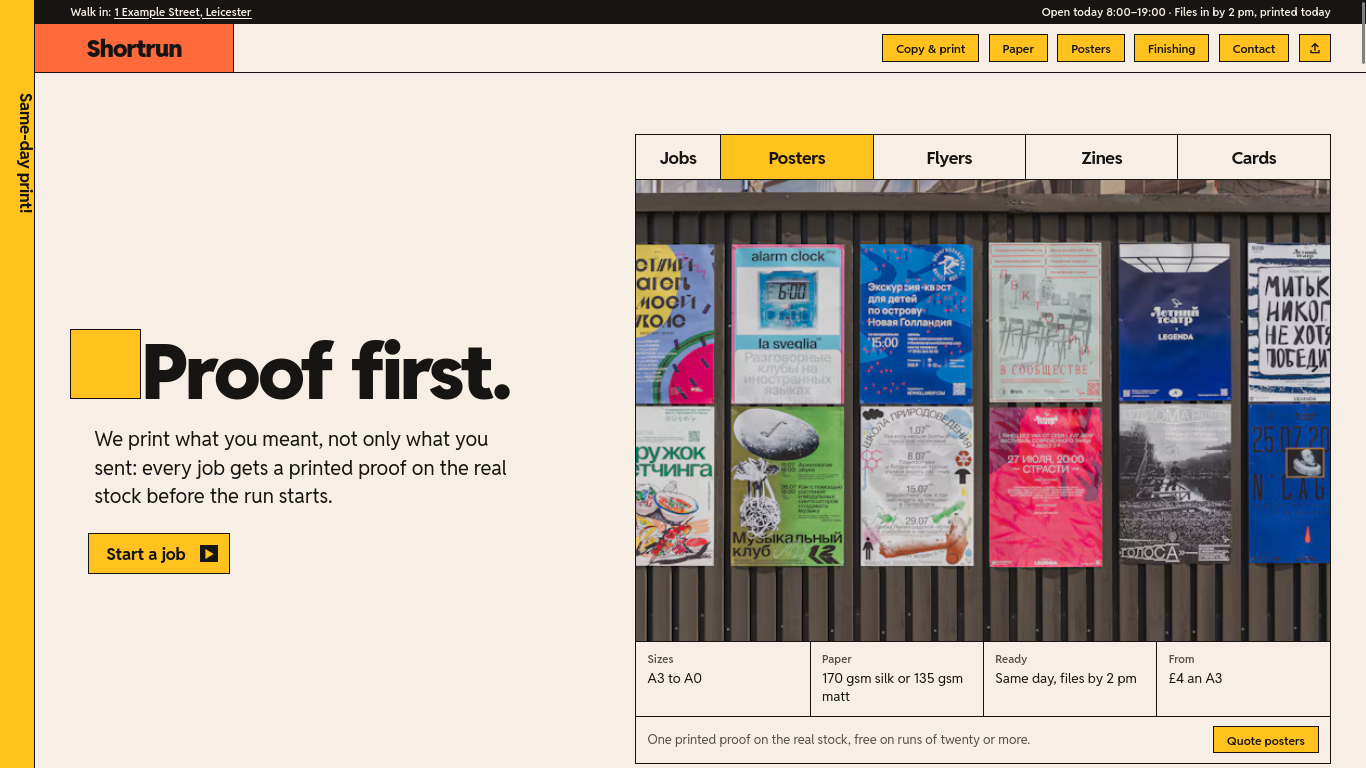 Walk in: 1 Example Street, Leicester
Open today 8:00–19:00 · Files in by 2 pm, printed today
Same-day print!
Shortrun
Copy & print
Paper
Posters
Finishing
Contact
Proof first.
We print what you meant, not only what you
sent: every job gets a printed proof on the real
stock before the run starts.
Start a job
Jobs
Posters
Flyers
Zines
Cards
alarm clock
6:00
la sveglia
Разговорные
клубы на
иностранных
языках
Экскурсия-квест
для детей
по острову
Новая Голландия
15:00
В СООБЩЕСТВЕ
Летний
театр
×
LEGENDA
МИТЬК
НИКОГ
НЕ ХОТЯ
ПОБЕДИТ
Музыкальный
клуб
ШКОЛА ПРИРОДОВЕДЕНИЯ
1.07
8.07
15.07
29.07
27 ИЮЛЯ, 20:00
~ СТРАСТИ ~
ГОЛОСА»
25.07 20
Sizes
A3 to A0
Paper
170 gsm silk or 135 gsm
matt
Ready
Same day, files by 2 pm
From
£4 an A3
One printed proof on the real stock, free on runs of twenty or more.
Quote posters